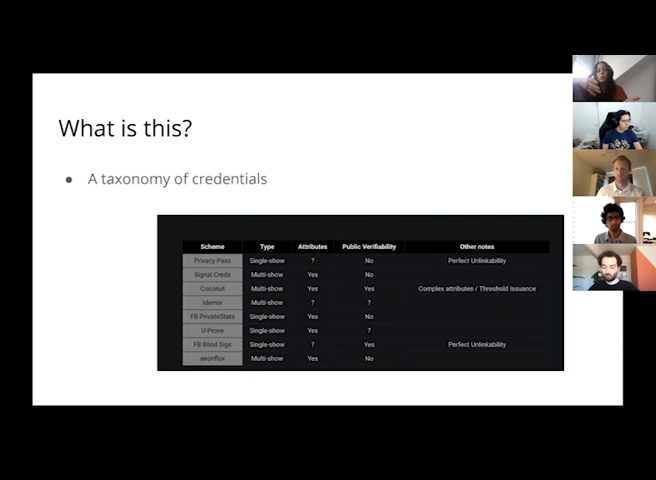 What is this?
● A taxonomy of credentials
Scheme Type Attributes Public Verifiability Other notes
Privacy Pass Single-show ? No Perfect Unlinkability
Signal Creds Multi-show Yes No
Coconut Multi-show Yes Yes Complex attributes / Threshold Issuance
Idemix Multi-show ? ?
FB PrivateStats Single-show Yes No
U-Prove Single-show Yes ?
FB Blind Sigs Single-show ? Yes Perfect Unlinkability
aeonflux Multi-show Yes No